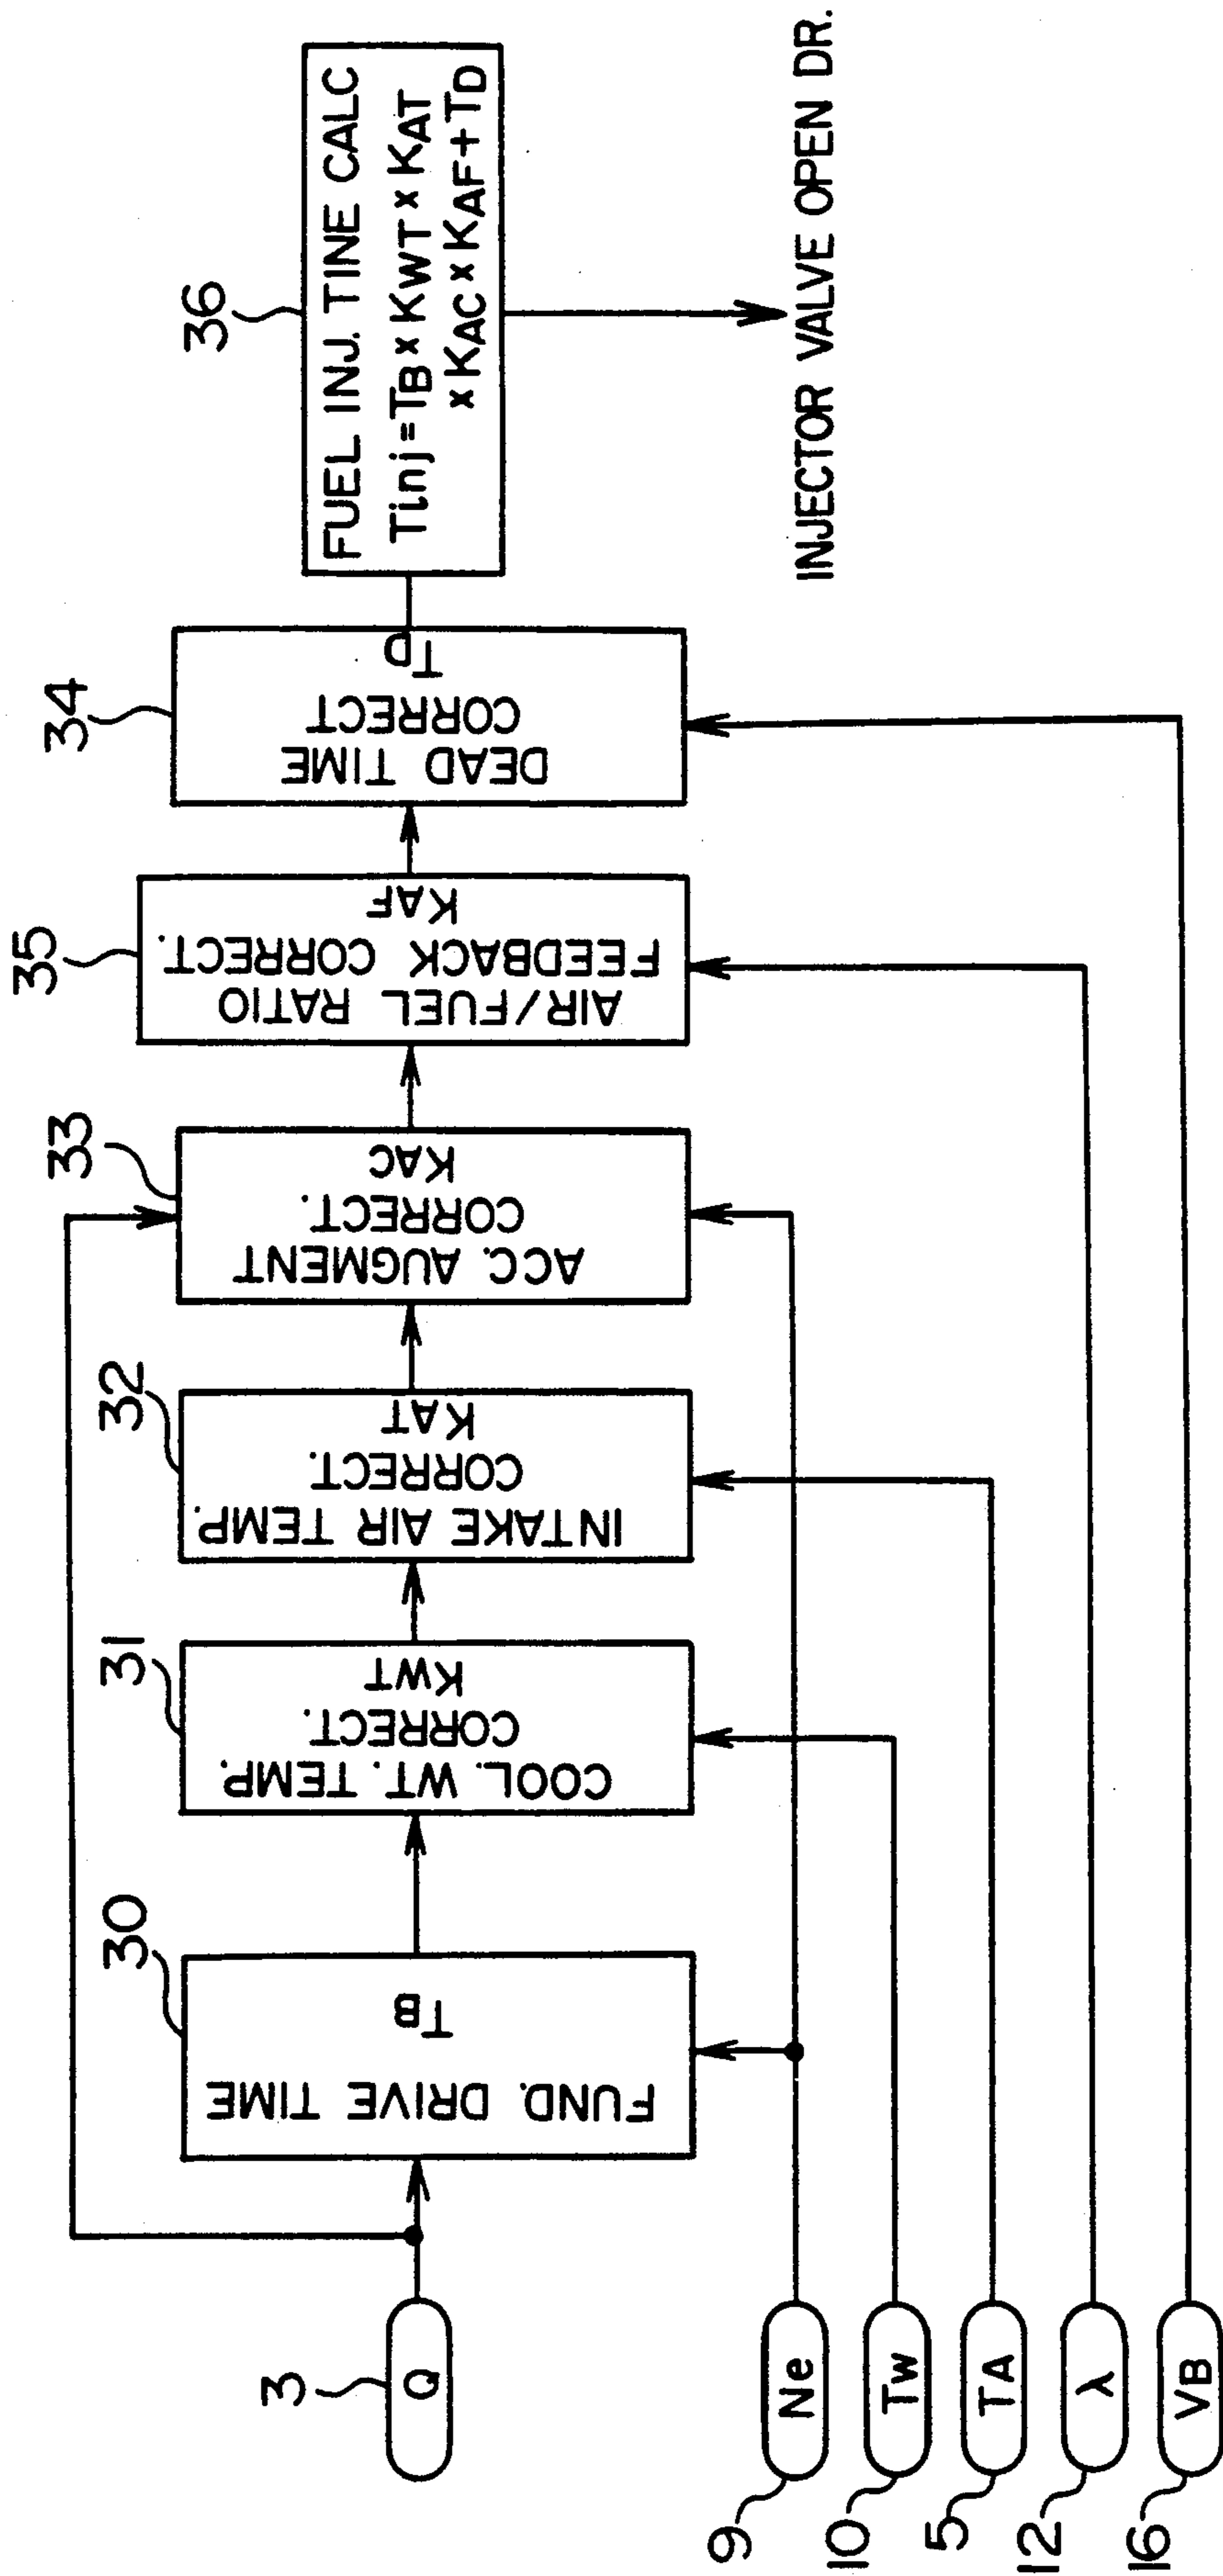 3
Q
9
Ne
10
Tw
5
TA
12
λ
16
VB
30
FUND. DRIVE TIME
TB
31
COOL. WT. TEMP.
CORRECT.
KWT
32
INTAKE AIR TEMP.
CORRECT.
KAT
33
ACC. AUGMENT
CORRECT.
KAC
35
AIR/FUEL RATIO
FEEDBACK CORRECT.
KAF
34
DEAD TIME
CORRECT
TD
36
FUEL INJ. TINE CALC
Tinj=TB×KWT×KAT
×KAC×KAF+TD
INJECTOR VALVE OPEN DR.